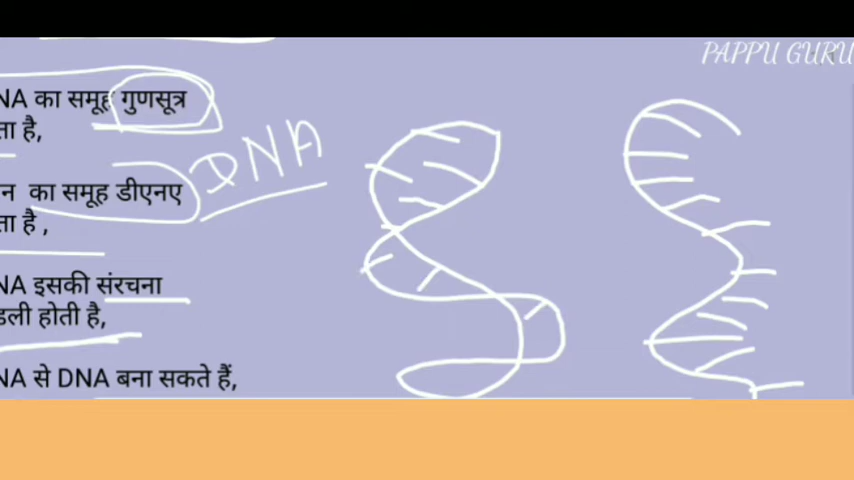 PAPPU GURU
NA का समूह गुणसूत्र
ता है,
न का समूह डीएनए
DNA
ता है ,
NA इसकी संरचना
डली होती है,
NA से DNA बना सकते हैं,